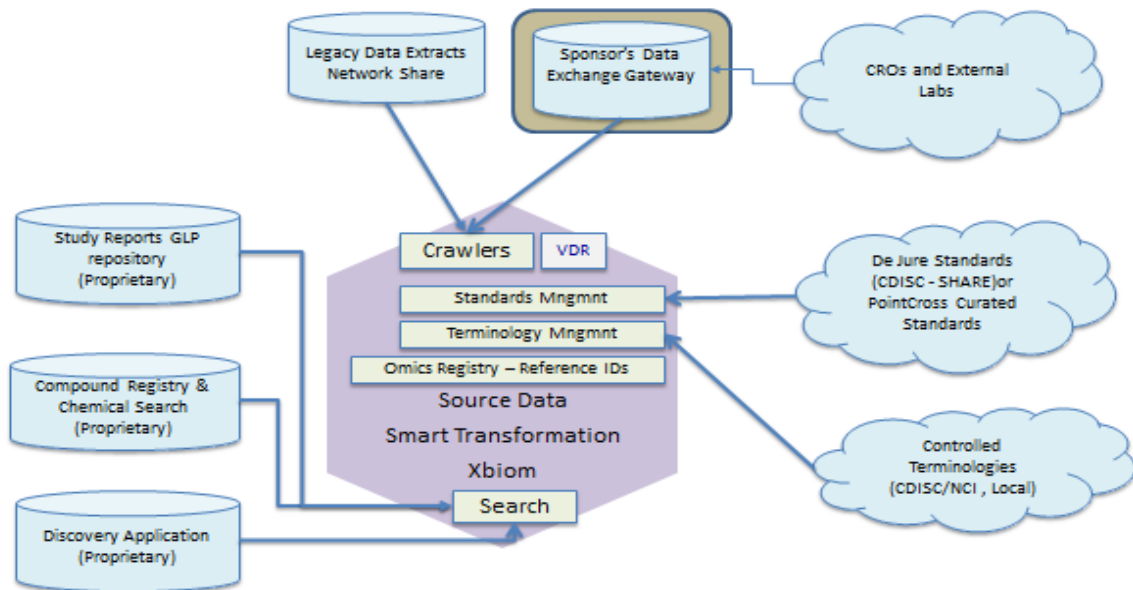 Legacy Data Extracts
Network Share
Sponsor's Data
Exchange Gateway
CROs and External
Labs
Study Reports GLP
repository
(Proprietary)
Crawlers
VDR
Standards Mngmnt
Terminology Mngmnt
Omics Registry – Reference IDs
Source Data
Smart Transformation
Xbiom
Search
De Jure Standards
(CDISC - SHARE)or
PointCross Curated
Standards
Compound Registry &
Chemical Search
(Proprietary)
Controlled
Terminologies
(CDISC/NCI , Local)
Discovery Application
(Proprietary)